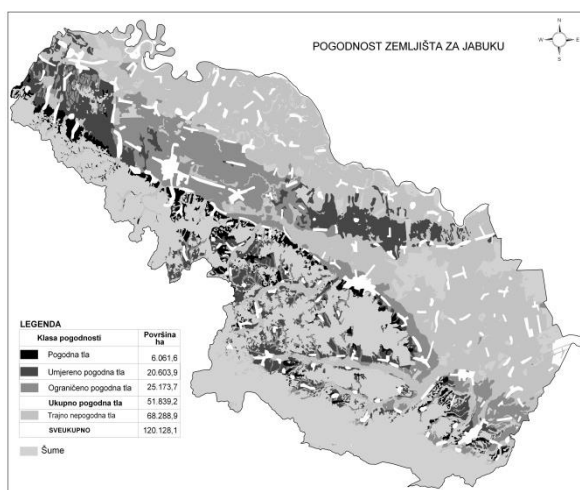 POGODNOST ZEMLJIŠTA ZA JABUKU
N
W E
S
LEGENDA
Klasa pogodnosti Površina
ha
Pogodna tla 6.061,6
Umjereno pogodna tla 20.603,9
Ograničeno pogodna tla 25.173,7
Ukupno pogodna tla 51.839,2
Trajno nepogodna tla 68.288,9
SVEUKUPNO 120.128,1
Šume